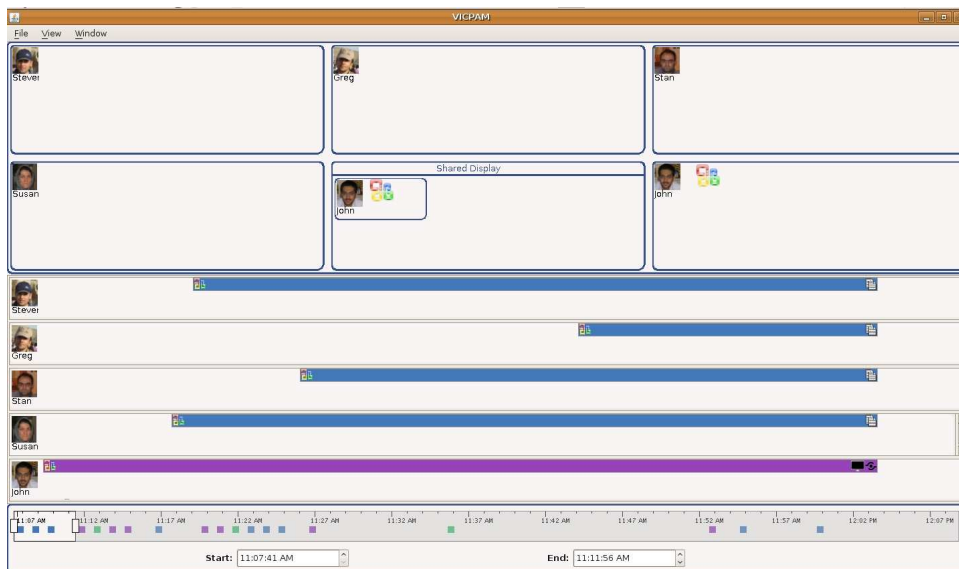 VICPAM
File View Window
Steven Greg Stan
Susan Shared Display John
John
Steven
Greg
Stan
Susan
John
11:07 AM 11:12 AM 11:17 AM 11:22 AM 11:27 AM 11:32 AM 11:37 AM 11:42 AM 11:47 AM 11:52 AM 11:57 AM 12:02 PM 12:07 PM
Start: 11:07:41 AM End: 11:11:56 AM